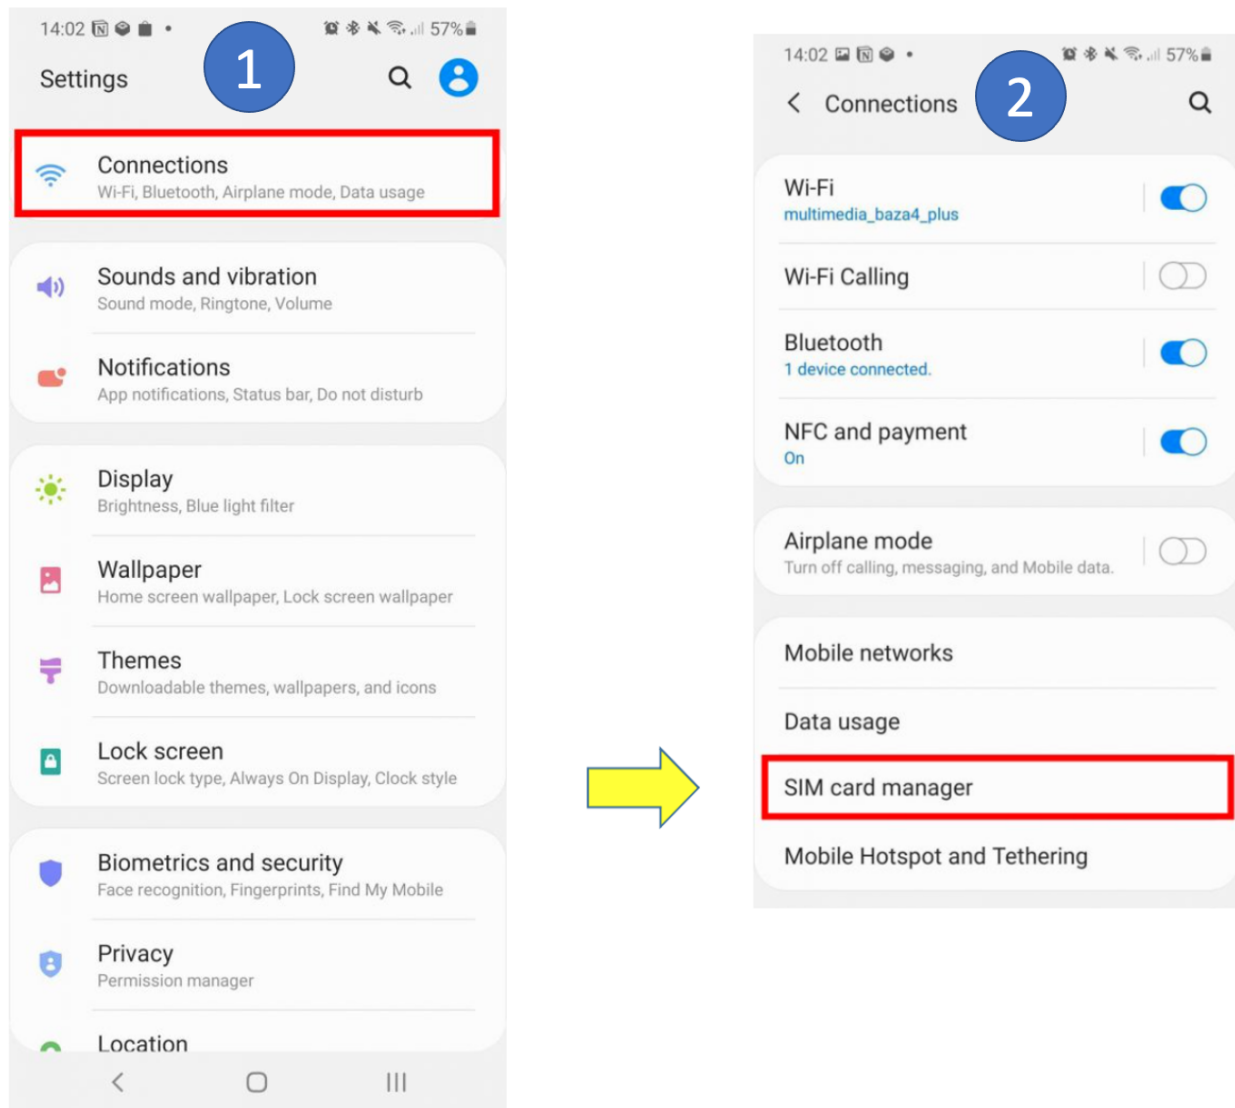 14:02
57%
1
Settings
Connections
Wi-Fi, Bluetooth, Airplane mode, Data usage
Sounds and vibration
Sound mode, Ringtone, Volume
Notifications
App notifications, Status bar, Do not disturb
Display
Brightness, Blue light filter
Wallpaper
Home screen wallpaper, Lock screen wallpaper
Themes
Downloadable themes, wallpapers, and icons
Lock screen
Screen lock type, Always On Display, Clock style
Biometrics and security
Face recognition, Fingerprints, Find My Mobile
Privacy
Permission manager
Location
14:02
57%
2
Connections
Wi-Fi
multimedia_baza4_plus
Wi-Fi Calling
Bluetooth
1 device connected.
NFC and payment
On
Airplane mode
Turn off calling, messaging, and Mobile data.
Mobile networks
Data usage
SIM card manager
Mobile Hotspot and Tethering